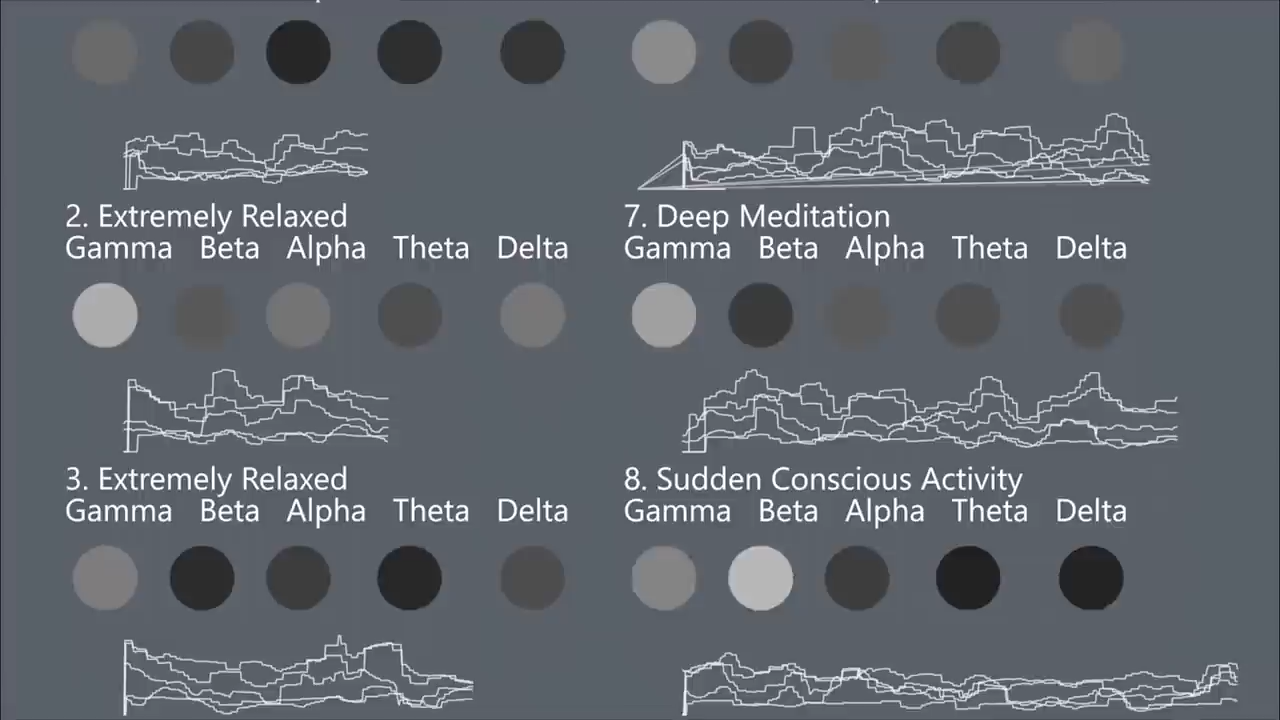 2. Extremely Relaxed
Gamma Beta Alpha Theta Delta
3. Extremely Relaxed
Gamma Beta Alpha Theta Delta
7. Deep Meditation
Gamma Beta Alpha Theta Delta
8. Sudden Conscious Activity
Gamma Beta Alpha Theta Delta